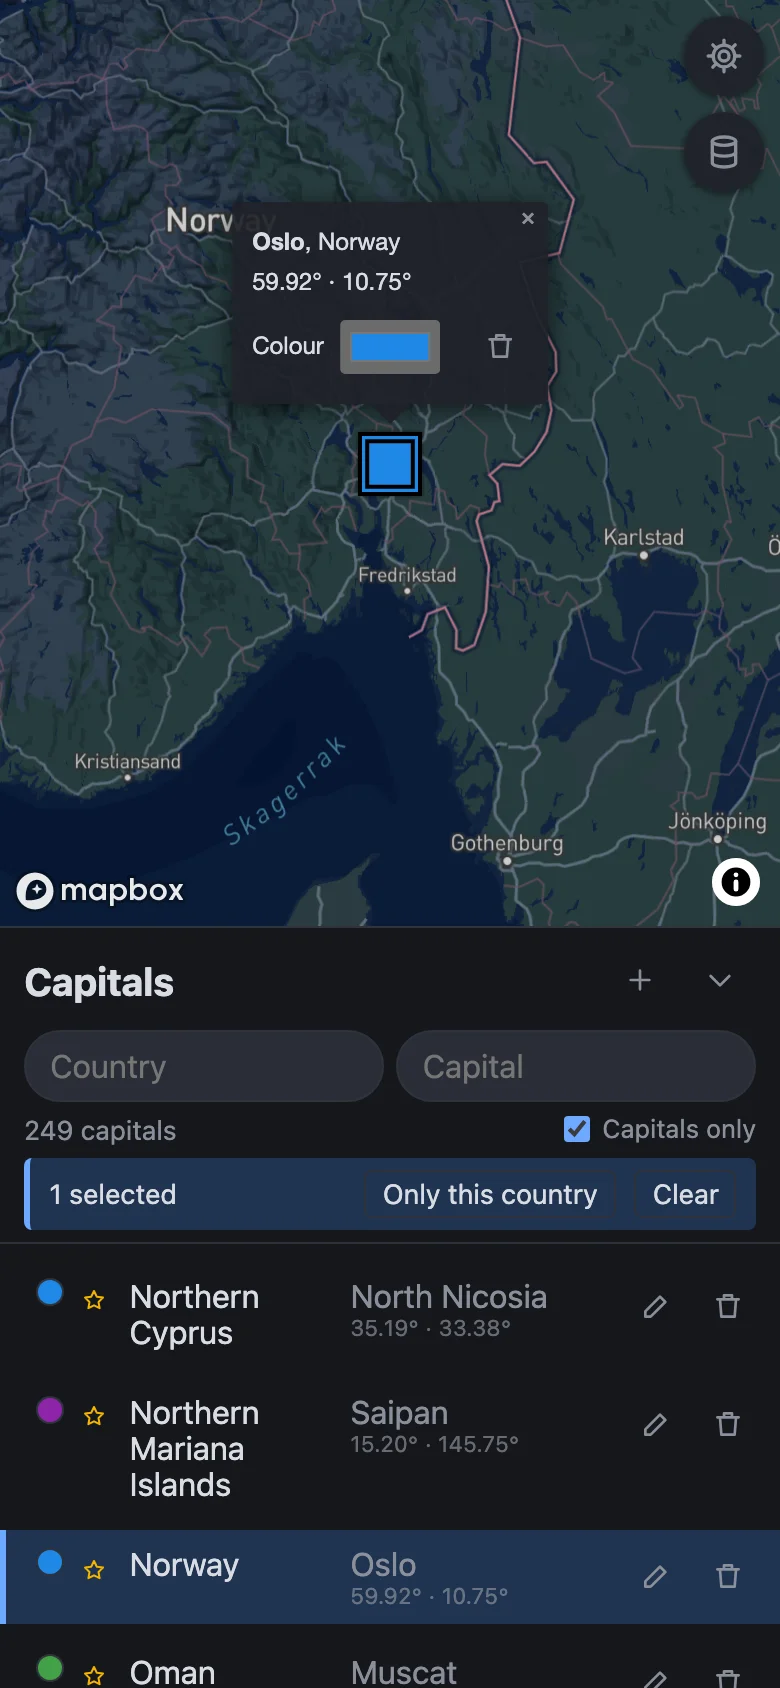 Norway
×
Oslo, Norway
59.92° · 10.75°
Colour
Karlstad
Ö
Fredrikstad
Kristiansand
Skagerrak
Jönköping
Gothenburg
mapbox
Capitals
Country
Capital
249 capitals
Capitals only
1 selected
Only this country
Clear
Northern
Cyprus
North Nicosia
35.19° · 33.38°
Northern
Mariana
Islands
Saipan
15.20° · 145.75°
Norway
Oslo
59.92° · 10.75°
Oman
Muscat